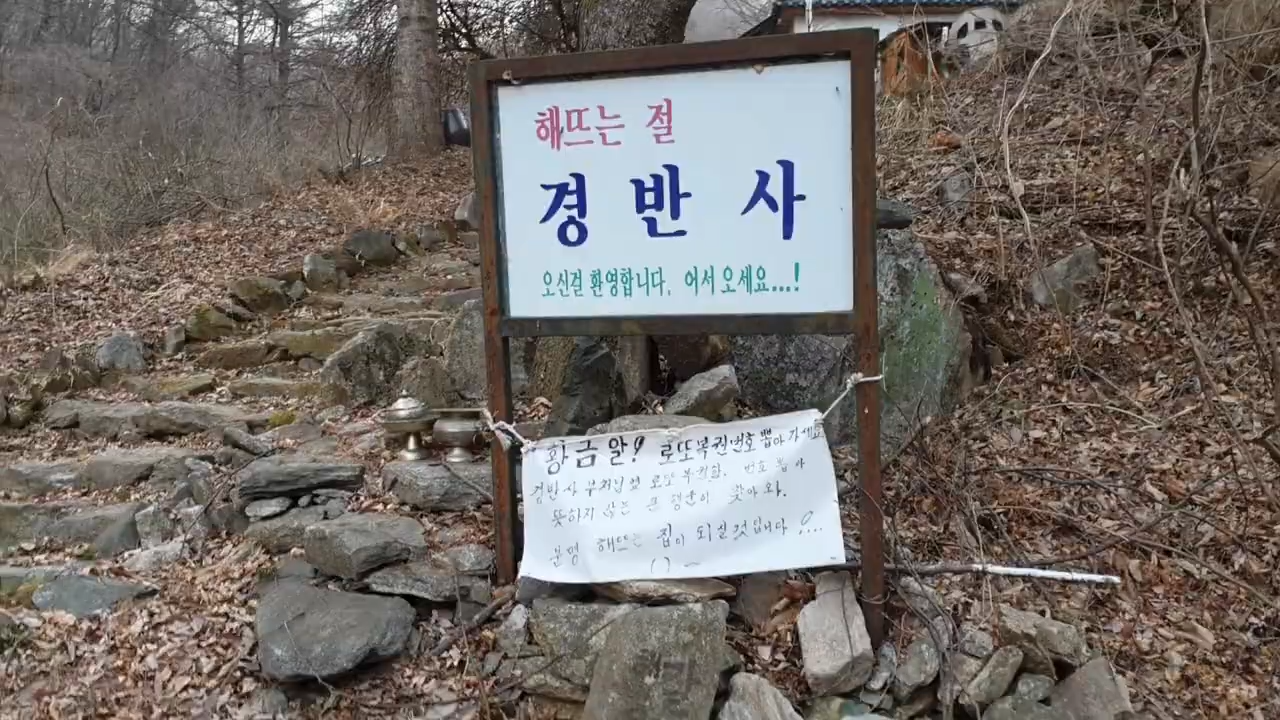 해뜨는 절
경반사
오신걸 환영합니다. 어서 오세요...!
황금알! 로또복권번호 뽑아 가세요
경반사 부처님앞 로또복권함. 번호 뽑아
뜻하지 않는 큰 행운이 찾아와.
분명 해뜨는 집이 되실것입니다!...